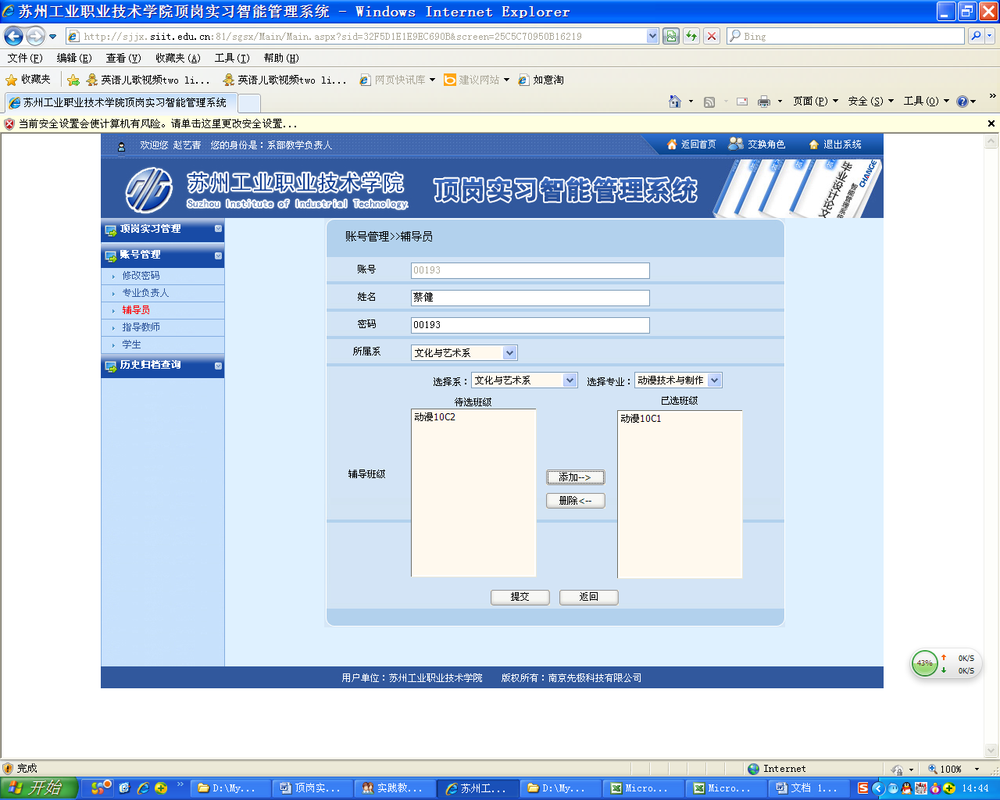 苏州工业职业技术学院顶岗实习智能管理系统 - Windows Internet Explorer
http://sjjx.siit.edu.cn:81/sgsx/Main/Main.aspx?sid=32F5D1E1E9EC690B&screen=25C5C70950B16219
Bing
文件(F) 编辑(E) 查看(V) 收藏夹(A) 工具(T) 帮助(H)
收藏夹 英语儿歌视频two li... 英语儿歌视频two li... 网页快讯库 建议网站 如意淘
苏州工业职业技术学院顶岗实习智能管理系统 页面(P) 安全(S) 工具(O) »
当前安全设置会使计算机有风险。请单击这里更改安全设置...
欢迎您 赵艺青 您的身份是：系部教学负责人 返回首页 交换角色 退出系统
苏州工业职业技术学院
Suzhou Institute of Industrial Technology.
顶岗实习智能管理系统
毕业设计论文
智能管理系统
CHANGE
顶岗实习管理
账号管理
修改密码
专业负责人
辅导员
指导教师
学生
历史归档查询
账号管理>>辅导员
账号 00193
姓名 蔡健
密码 00193
所属系 文化与艺术系
选择系： 文化与艺术系 选择专业： 动漫技术与制作
待选班级 已选班级
动漫10C2 动漫10C1
辅导班级
添加-->
删除<--
提交 返回
用户单位：苏州工业职业技术学院 版权所有：南京先极科技有限公司
43% 0K/S
0K/S
完成 Internet 100%
开始 » D:\My... 顶岗实... 实践教... 苏州工... D:\My... Micro... Micro... 文档 1... 14:44